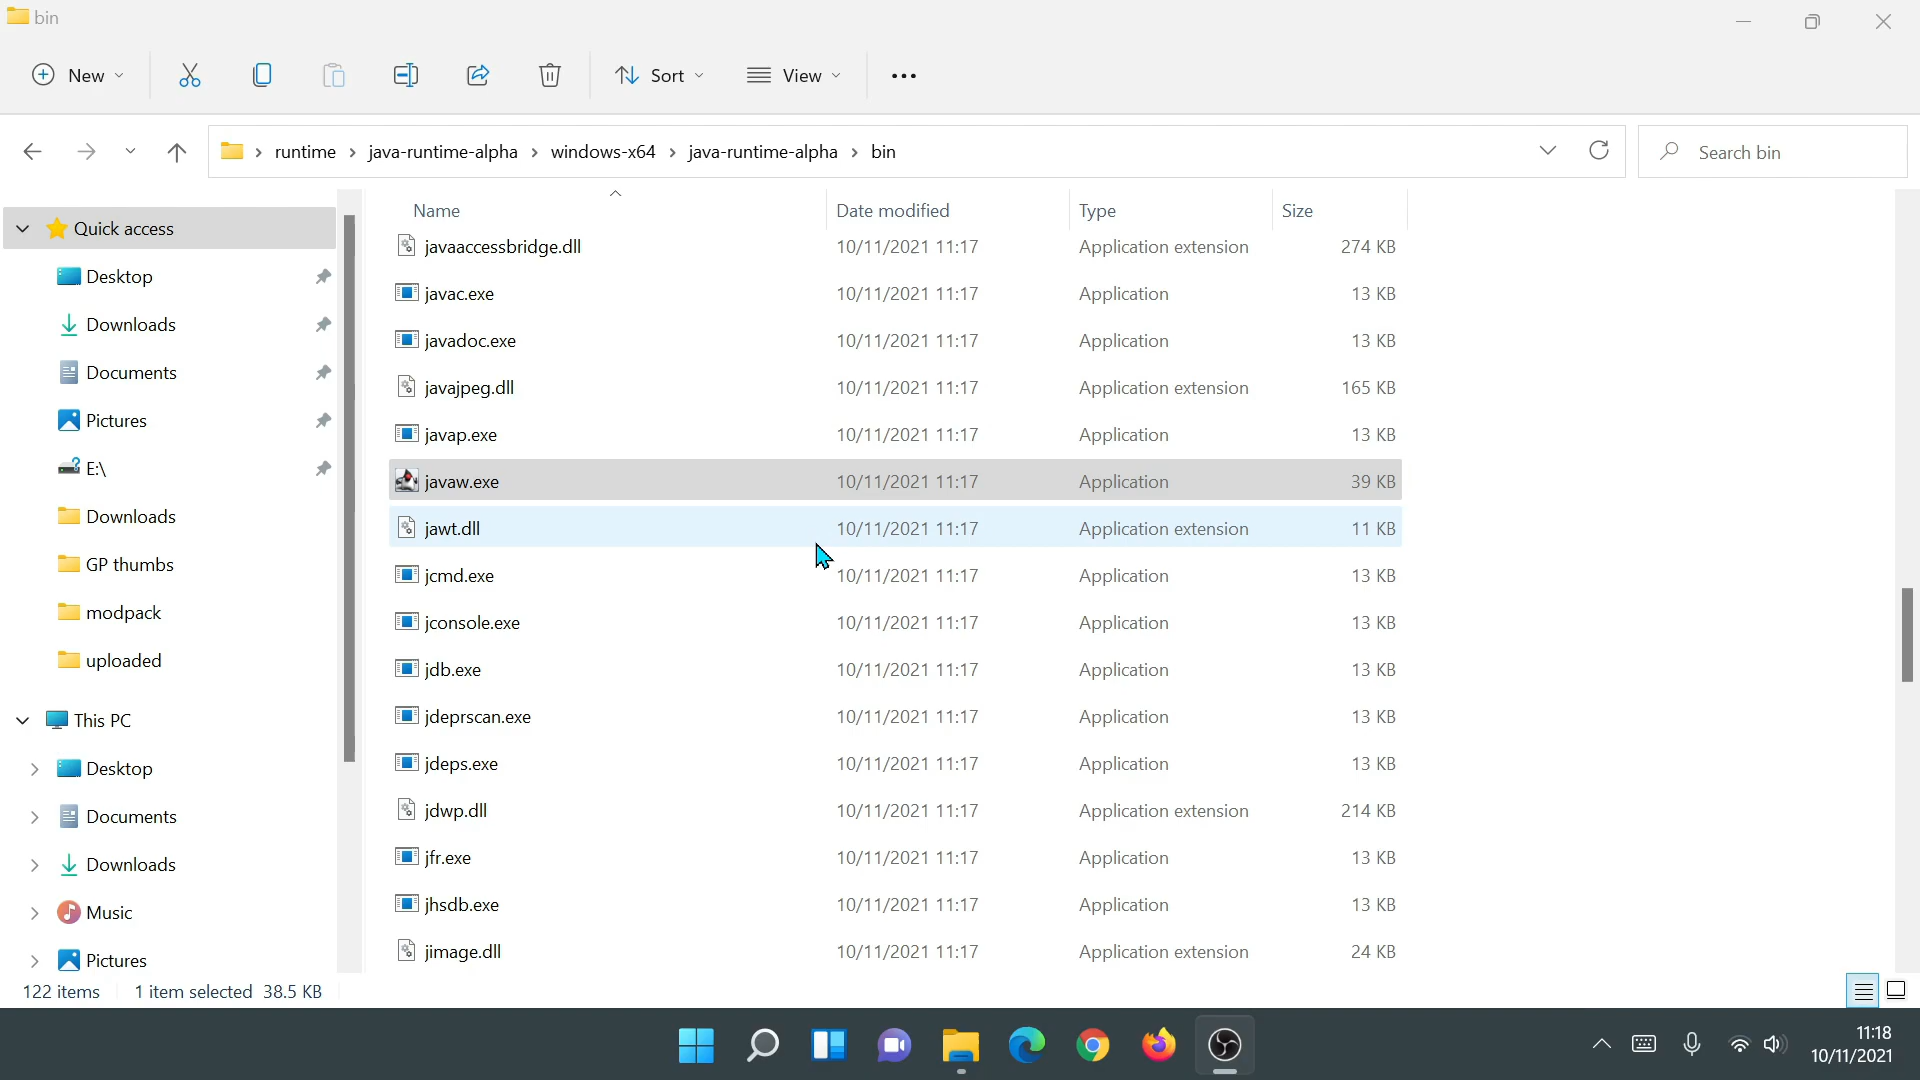 bin
New
Sort
View
runtime › java-runtime-alpha › windows-x64 › java-runtime-alpha › bin
Search bin
Name Date modified Type Size
Quick access
Desktop
Downloads
Documents
Pictures
E:\
Downloads
GP thumbs
modpack
uploaded
This PC
Desktop
Documents
Downloads
Music
Pictures
javaaccessbridge.dll 10/11/2021 11:17 Application extension 274 KB
javac.exe 10/11/2021 11:17 Application 13 KB
javadoc.exe 10/11/2021 11:17 Application 13 KB
javajpeg.dll 10/11/2021 11:17 Application extension 165 KB
javap.exe 10/11/2021 11:17 Application 13 KB
javaw.exe 10/11/2021 11:17 Application 39 KB
jawt.dll 10/11/2021 11:17 Application extension 11 KB
jcmd.exe 10/11/2021 11:17 Application 13 KB
jconsole.exe 10/11/2021 11:17 Application 13 KB
jdb.exe 10/11/2021 11:17 Application 13 KB
jdeprscan.exe 10/11/2021 11:17 Application 13 KB
jdeps.exe 10/11/2021 11:17 Application 13 KB
jdwp.dll 10/11/2021 11:17 Application extension 214 KB
jfr.exe 10/11/2021 11:17 Application 13 KB
jhsdb.exe 10/11/2021 11:17 Application 13 KB
jimage.dll 10/11/2021 11:17 Application extension 24 KB
122 items 1 item selected 38.5 KB
11:18
10/11/2021